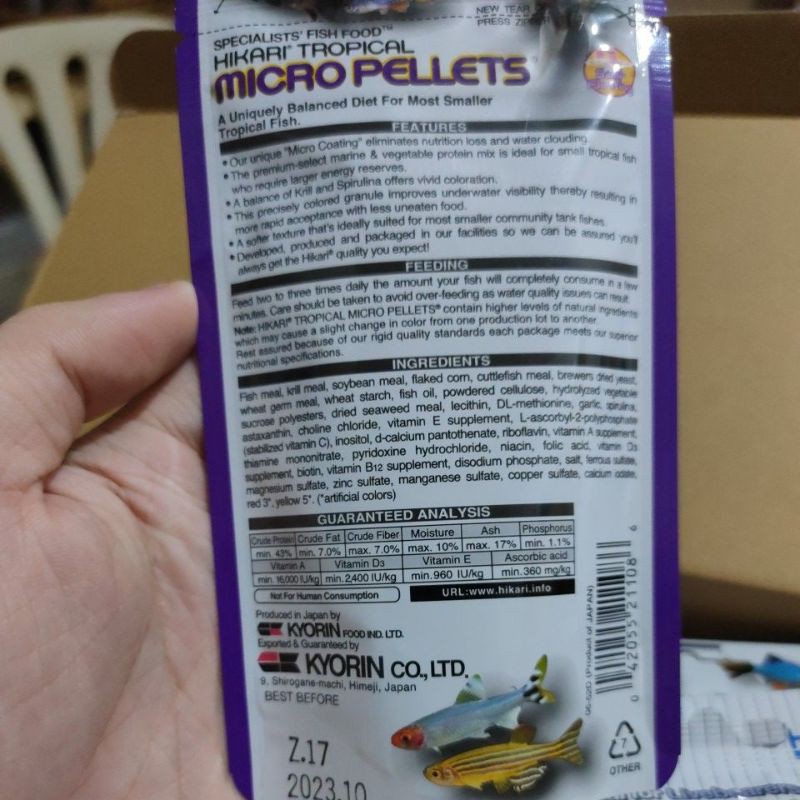 NEW TEAR
PRESS ZIPPER
SPECIALISTS' FISH FOOD™
HIKARI® TROPICAL
MICRO PELLETS®
A Uniquely Balanced Diet For Most Smaller
Tropical Fish.
FEATURES
• Our unique "Micro Coating" eliminates nutrition loss and water clouding.
• The premium-select marine & vegetable protein mix is ideal for small tropical fish
who require larger energy reserves.
• A balance of Krill and Spirulina offers vivid coloration.
• This precisely colored granule improves underwater visibility thereby resulting in
more rapid acceptance with less uneaten food.
• A softer texture that's ideally suited for most smaller community tank fishes.
• Developed, produced and packaged in our facilities so we can be assured you'll
always get the Hikari® quality you expect!
FEEDING
Feed two to three times daily the amount your fish will completely consume in a few
minutes. Care should be taken to avoid over-feeding as water quality issues can result.
Note: HIKARI® TROPICAL MICRO PELLETS® contain higher levels of natural ingredients
which may cause a slight change in color from one production lot to another.
Rest assured because of our rigid quality standards each package meets our superior
nutritional specifications.
INGREDIENTS
Fish meal, krill meal, soybean meal, flaked corn, cuttlefish meal, brewers dried yeast,
wheat germ meal, wheat starch, fish oil, powdered cellulose, hydrolyzed vegetable
sucrose polyesters, dried seaweed meal, lecithin, DL-methionine, garlic, spirulina,
astaxanthin, choline chloride, vitamin E supplement, L-ascorbyl-2-polyphosphate
(stabilized vitamin C), inositol, d-calcium pantothenate, riboflavin, vitamin A supplement,
thiamine mononitrate, pyridoxine hydrochloride, niacin, folic acid, vitamin D3
supplement, biotin, vitamin B12 supplement, disodium phosphate, salt, ferrous sulfate,
magnesium sulfate, zinc sulfate, manganese sulfate, copper sulfate, calcium iodate,
red 3*, yellow 5*. (*artificial colors)
GUARANTEED ANALYSIS
Crude Protein Crude Fat Crude Fiber Moisture Ash Phosphorus
min. 43% min. 7.0% max. 7.0% max. 10% max. 17% min. 1.1%
Vitamin A Vitamin D3 Vitamin E Ascorbic acid
min. 16,000 IU/kg min. 2,400 IU/kg min. 960 IU/kg min. 360 mg/kg
Not For Human Consumption
URL:www.hikari.info
Produced in Japan by
KYORIN FOOD IND. LTD.
Exported & Guaranteed by
KYORIN CO., LTD.
9, Shirogane-machi, Himeji, Japan
BEST BEFORE
Z.17
2023.10
(Product of JAPAN)
0 42055 21108 6
7
OTHER